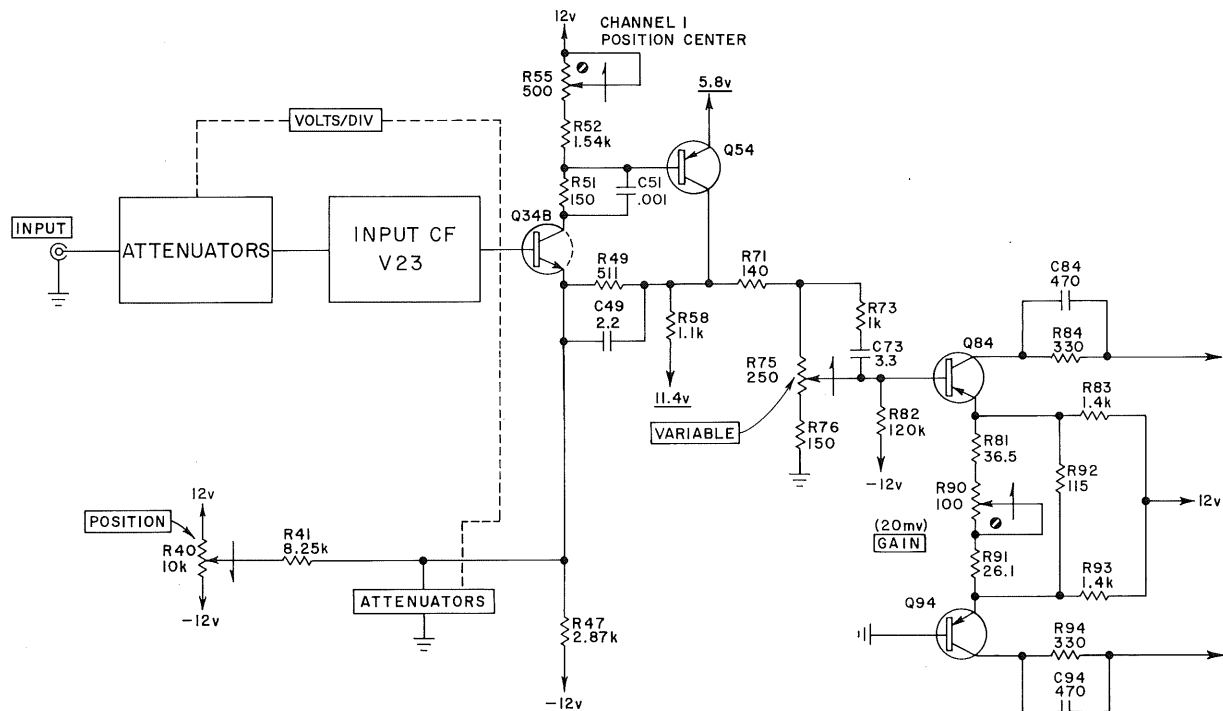 12v
CHANNEL 1
POSITION CENTER
R55
500
5.8v
VOLTS/DIV
R52
1.54k
Q54
R51
150
C51
.001
INPUT
ATTENUATORS
INPUT CF
V23
Q34B
R49
511
R71
140
C49
2.2
R58
1.1k
11.4v
R73
1k
C73
3.3
C84
470
R84
330
Q84
R75
250
VARIABLE
R76
150
R82
120k
-12v
R83
1.4k
R81
36.5
R92
115
R90
100
12v
(20mv)
GAIN
R91
26.1
R93
1.4k
12v
POSITION
R40
10k
-12v
R41
8.25k
ATTENUATORS
R47
2.87k
-12v
Q94
R94
330
C94
470